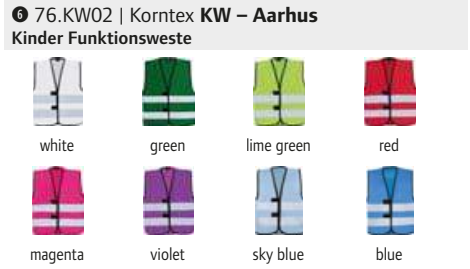 ❻ 76.KW02 | Korntex KW – Aarhus
Kinder Funktionsweste
white green lime green red
magenta violet sky blue blue